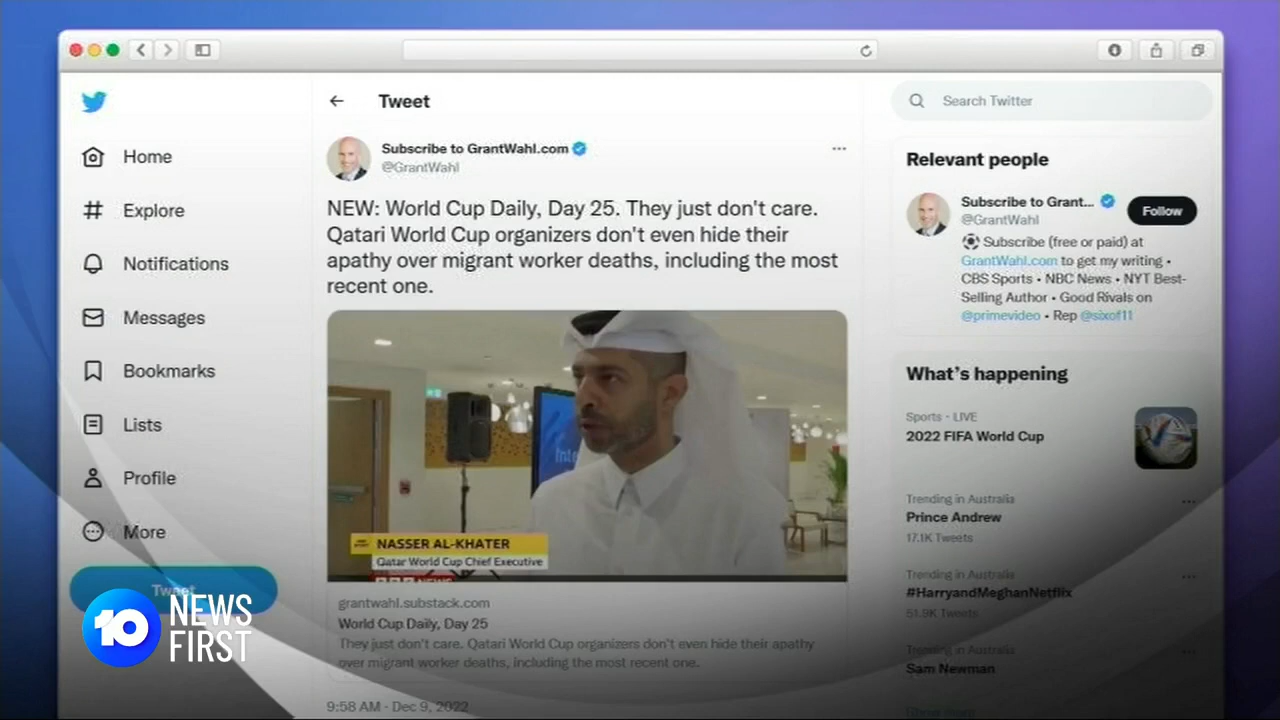 Tweet
Search Twitter
Home
Explore
Notifications
Messages
Bookmarks
Lists
Profile
More
Tweet
Subscribe to GrantWahl.com
@GrantWahl
NEW: World Cup Daily, Day 25. They just don't care.
Qatari World Cup organizers don't even hide their
apathy over migrant worker deaths, including the most
recent one.
Inte
NASSER AL-KHATER
Qatar World Cup Chief Executive
BBC NEWS
grantwahl.substack.com
World Cup Daily, Day 25
They just don't care. Qatari World Cup organizers don't even hide their apathy
over migrant worker deaths, including the most recent one.
9:58 AM · Dec 9, 2022
Relevant people
Subscribe to Grant...
@GrantWahl
Follow
Subscribe (free or paid) at
GrantWahl.com to get my writing •
CBS Sports • NBC News • NYT Best-
Selling Author • Good Rivals on
@primevideo • Rep @sixof11
What's happening
Sports · LIVE
2022 FIFA World Cup
Trending in Australia
Prince Andrew
17.1K Tweets
Trending in Australia
#HarryandMeghanNetflix
51.9K Tweets
Trending in Australia
Sam Newman
10 NEWS
FIRST